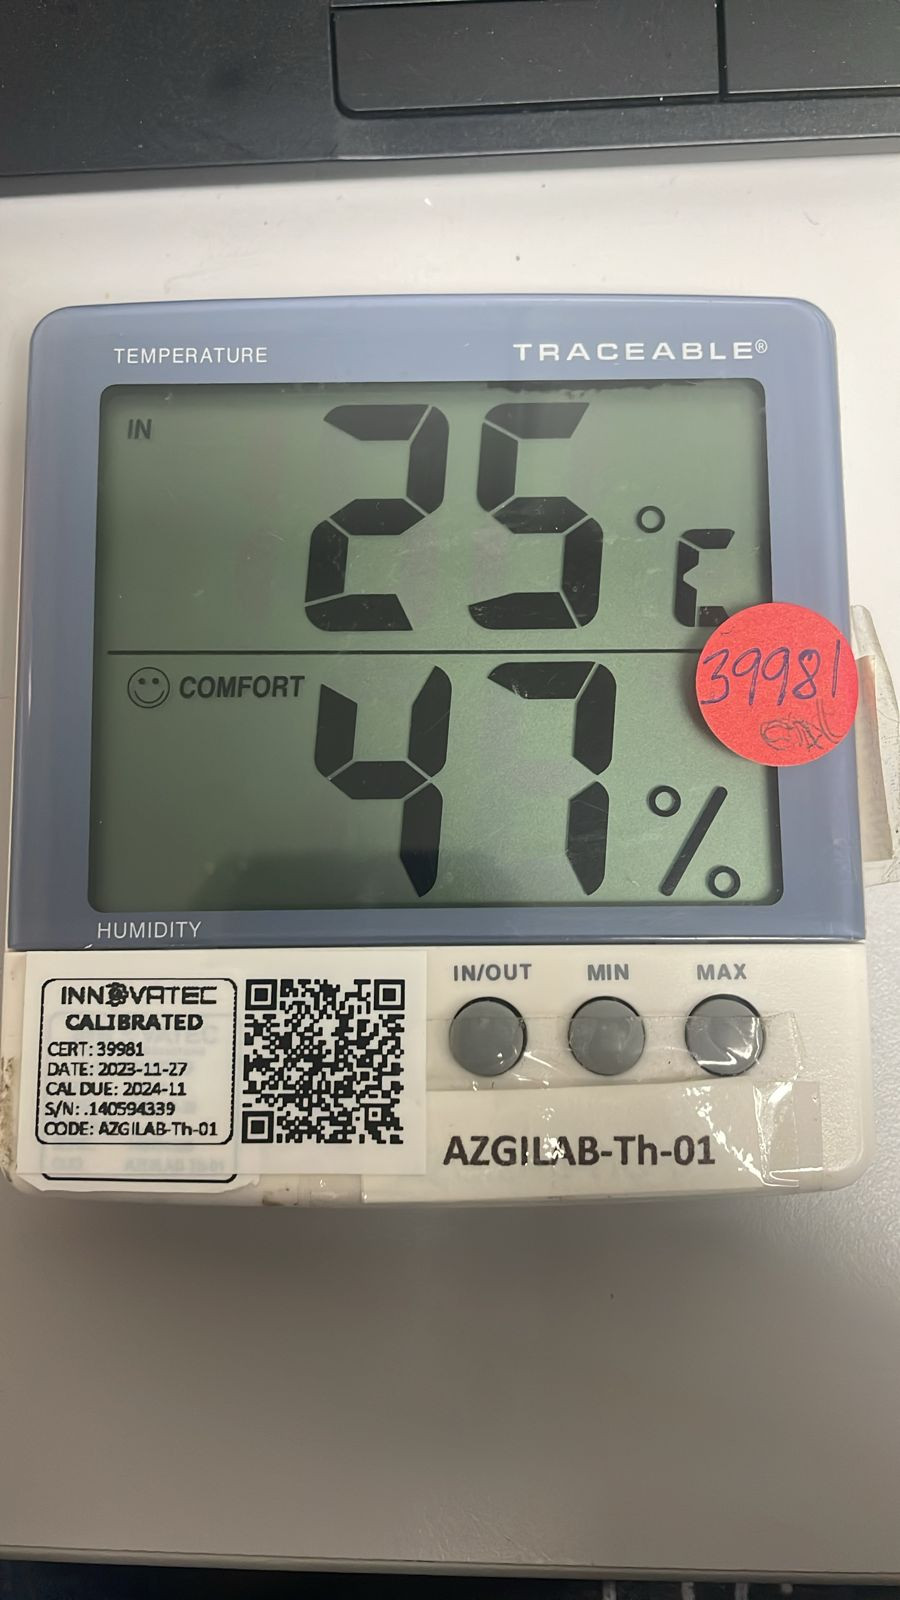 TEMPERATURE TRACEABLE®
IN
25 °C
39981
COMFORT
47 %
HUMIDITY
IN/OUT MIN MAX
INNOVATEC
CALIBRATED
CERT: 39981
DATE: 2023-11-27
CAL DUE: 2024-11
S/N: .140594339
CODE: AZGILAB-Th-01
AZGILAB-Th-01